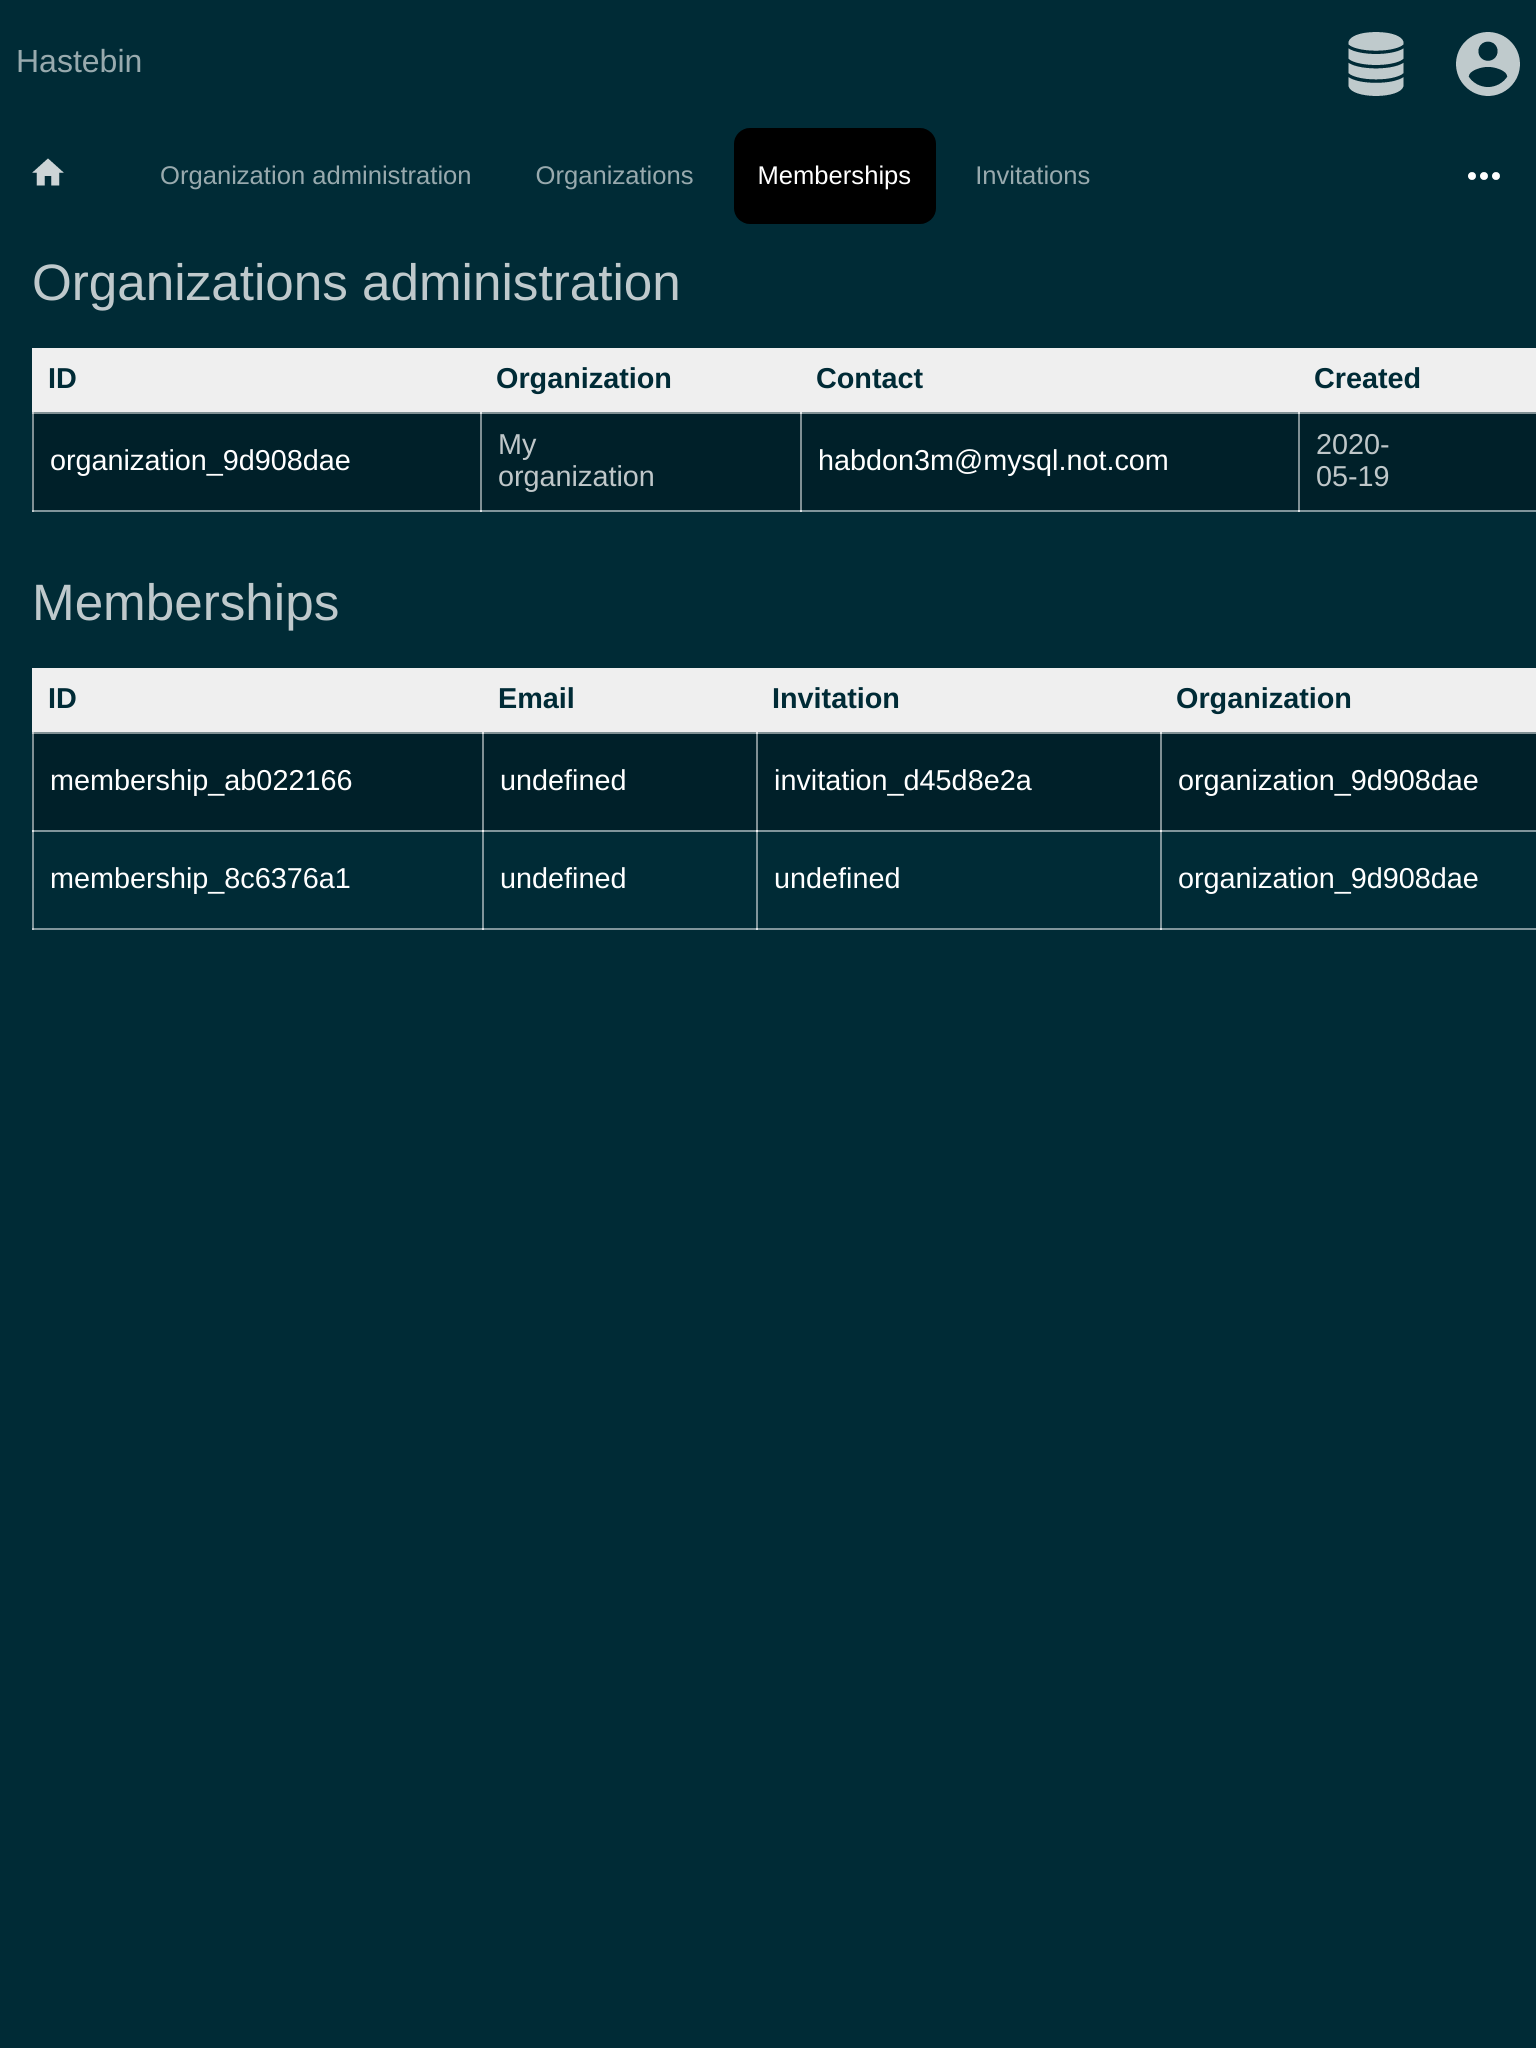 Hastebin
Organization administration Organizations Memberships Invitations
Organizations administration
ID Organization Contact Created
organization_9d908dae My organization habdon3m@mysql.not.com 2020-05-19
Memberships
ID Email Invitation Organization
membership_ab022166 undefined invitation_d45d8e2a organization_9d908dae
membership_8c6376a1 undefined undefined organization_9d908dae